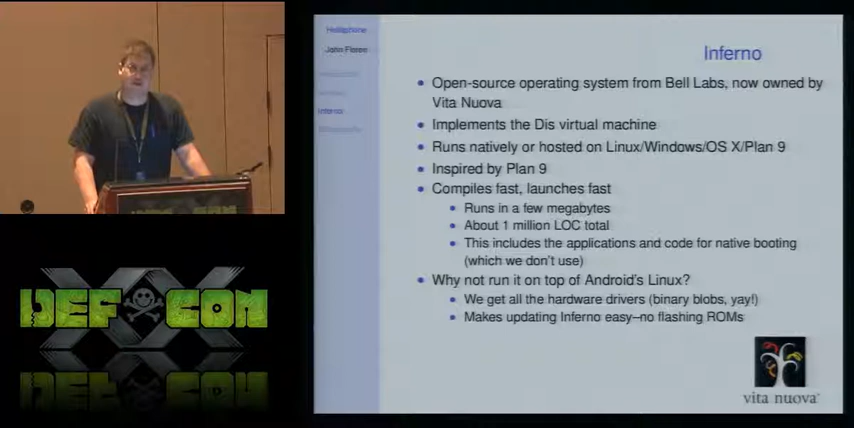 Hellaphone
John Floren
Inferno
Inferno
Open-source operating system from Bell Labs, now owned by
Vita Nuova
Implements the Dis virtual machine
Runs natively or hosted on Linux/Windows/OS X/Plan 9
Inspired by Plan 9
Compiles fast, launches fast
Runs in a few megabytes
About 1 million LOC total
This includes the applications and code for native booting
(which we don't use)
Why not run it on top of Android's Linux?
We get all the hardware drivers (binary blobs, yay!)
Makes updating Inferno easy–no flashing ROMs
vita nuova
DEF CON
XX